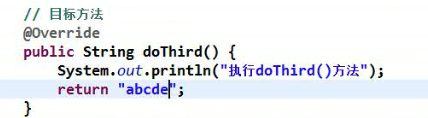 // 目标方法
@Override
public String doThird() {
    System.out.println("执行doThird()方法");
    return "abcde";
}